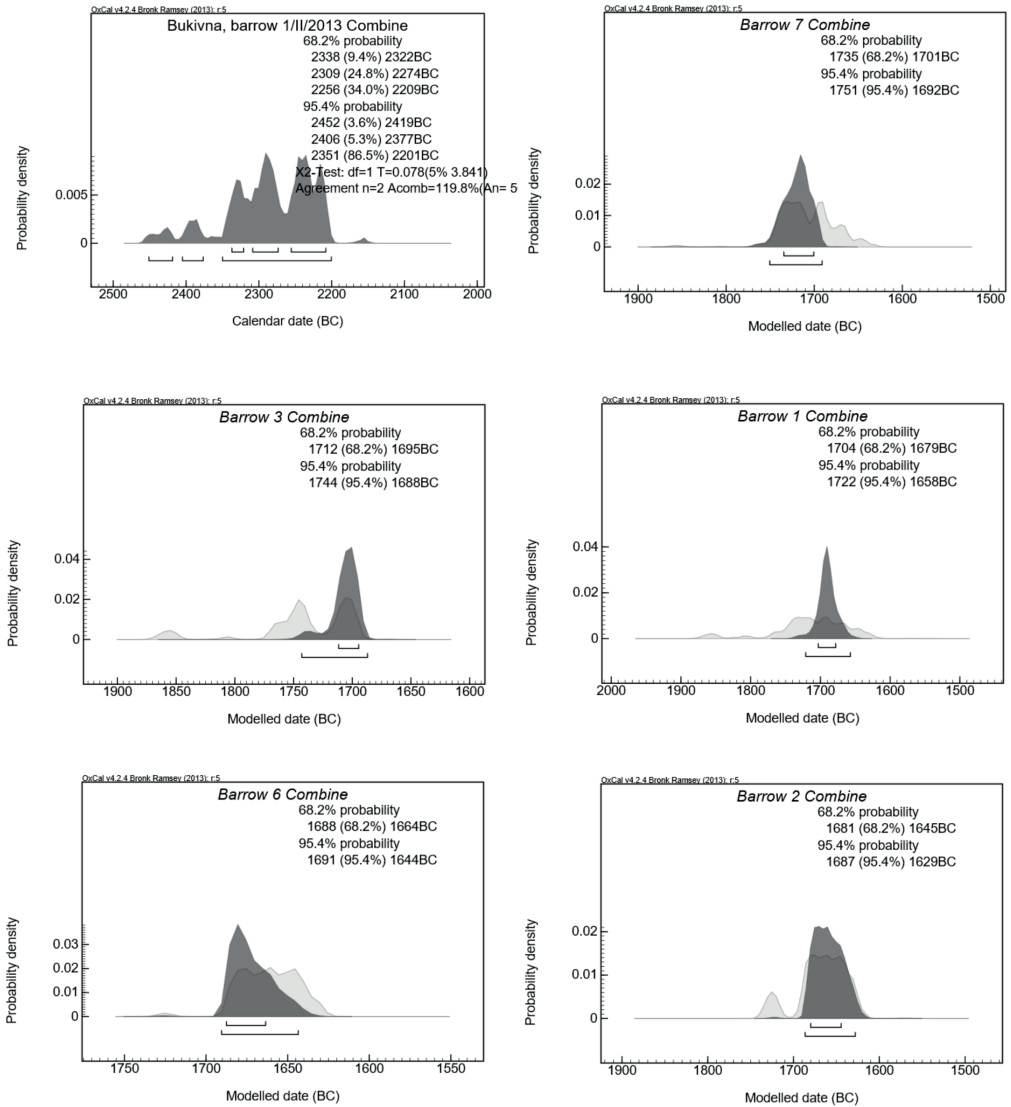 OxCal v4.2.4 Bronk Ramsey (2013); r:5
Bukivna, barrow 1/II/2013 Combine
68.2% probability
2338 (9.4%) 2322BC
2309 (24.8%) 2274BC
2256 (34.0%) 2209BC
95.4% probability
2452 (3.6%) 2419BC
2406 (5.3%) 2377BC
2351 (86.5%) 2201BC
X2-Test: df=1 T=0.078(5% 3.841)
Agreement n=2 Acomb=119.8%(An= 5
Probability density
0.005
0
2500 2400 2300 2200 2100 2000
Calendar date (BC)
OxCal v4.2.4 Bronk Ramsey (2013); r:5
Barrow 7 Combine
68.2% probability
1735 (68.2%) 1701BC
95.4% probability
1751 (95.4%) 1692BC
Probability density
0.02
0.01
0
1900 1800 1700 1600 1500
Modelled date (BC)
OxCal v4.2.4 Bronk Ramsey (2013); r:5
Barrow 3 Combine
68.2% probability
1712 (68.2%) 1695BC
95.4% probability
1744 (95.4%) 1688BC
Probability density
0.04
0.02
0
1900 1850 1800 1750 1700 1650 1600
Modelled date (BC)
OxCal v4.2.4 Bronk Ramsey (2013); r:5
Barrow 1 Combine
68.2% probability
1704 (68.2%) 1679BC
95.4% probability
1722 (95.4%) 1658BC
Probability density
0.04
0.02
0
2000 1900 1800 1700 1600 1500
Modelled date (BC)
OxCal v4.2.4 Bronk Ramsey (2013); r:5
Barrow 6 Combine
68.2% probability
1688 (68.2%) 1664BC
95.4% probability
1691 (95.4%) 1644BC
Probability density
0.03
0.02
0.01
0
1750 1700 1650 1600 1550
Modelled date (BC)
OxCal v4.2.4 Bronk Ramsey (2013); r:5
Barrow 2 Combine
68.2% probability
1681 (68.2%) 1645BC
95.4% probability
1687 (95.4%) 1629BC
Probability density
0.02
0.01
0
1900 1800 1700 1600 1500
Modelled date (BC)